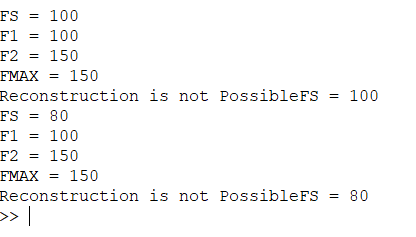 FS = 100
F1 = 100
F2 = 150
FMAX = 150
Reconstruction is not PossibleFS = 100
FS = 80
F1 = 100
F2 = 150
FMAX = 150
Reconstruction is not PossibleFS = 80
>>